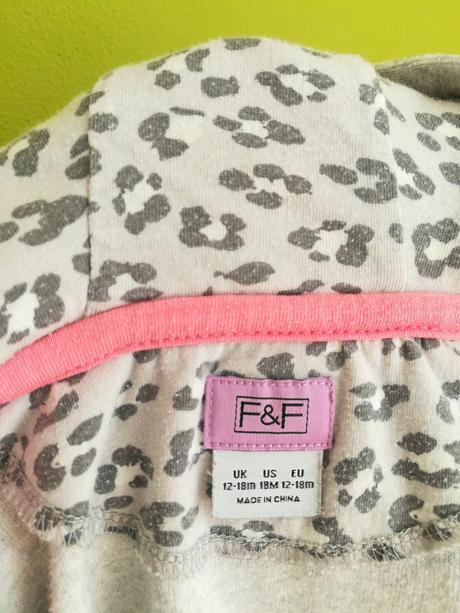 F&F
UK US EU
12-18m 18M 12-18m
MADE IN CHINA